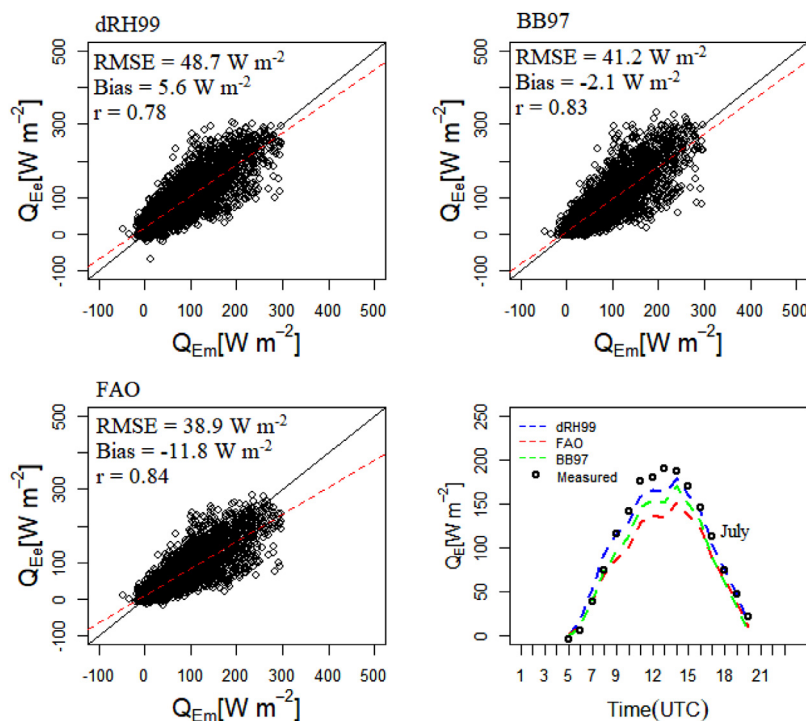 dRH99
RMSE = 48.7 W m-2
Bias = 5.6 W m-2
r = 0.78
QEe[W m-2]
500
300
100
0
-100
-100 0 100 200 300 400 500
QEm[W m-2]
BB97
RMSE = 41.2 W m-2
Bias = -2.1 W m-2
r = 0.83
QEe[W m-2]
500
300
100
0
-100
-100 0 100 200 300 400 500
QEm[W m-2]
FAO
RMSE = 38.9 W m-2
Bias = -11.8 W m-2
r = 0.84
QEe[W m-2]
500
300
100
0
-100
-100 0 100 200 300 400 500
QEm[W m-2]
dRH99
FAO
BB97
Measured
July
QE[W m-2]
250
200
150
100
50
0
1 3 5 7 9 12 15 18 21
Time(UTC)